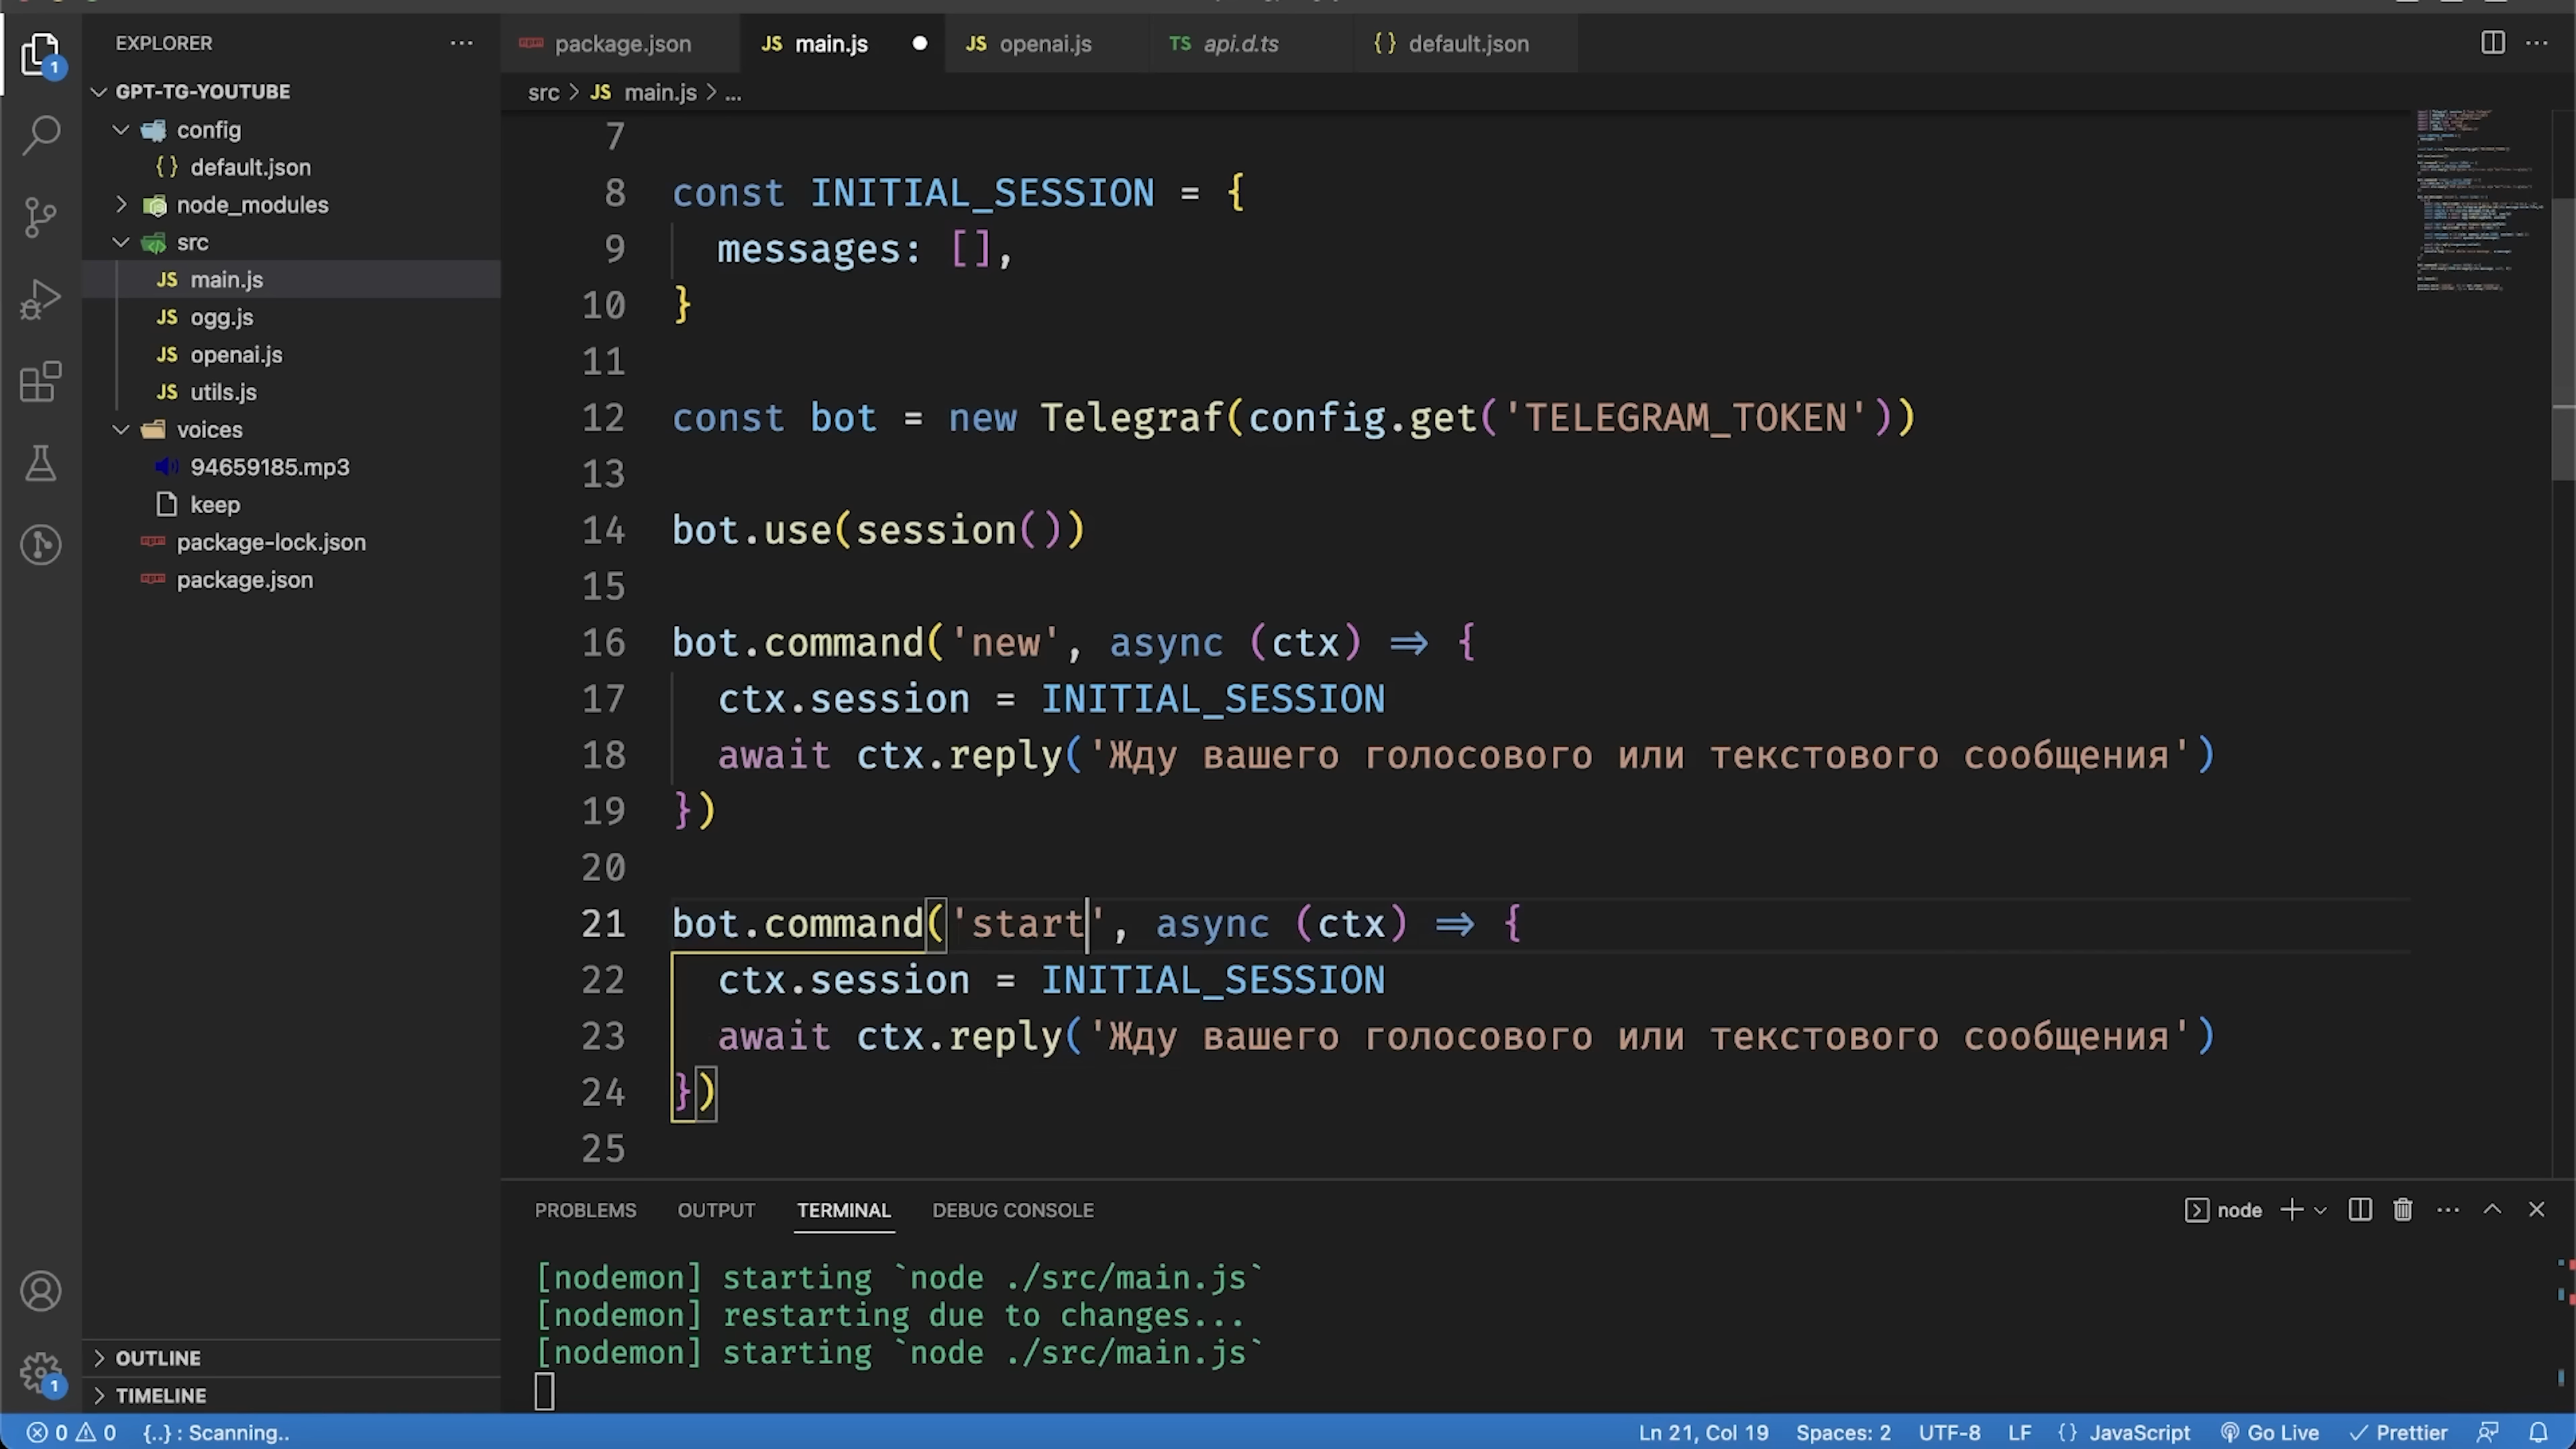 EXPLORER
GPT-TG-YOUTUBE
config
default.json
node_modules
src
main.js
ogg.js
openai.js
utils.js
voices
94659185.mp3
keep
package-lock.json
package.json
OUTLINE
TIMELINE
1
1
package.json
JS main.js
JS openai.js
TS api.d.ts
{} default.json
src > JS main.js > ...
7
8 const INITIAL_SESSION = {
9 messages: [],
10 }
11
12 const bot = new Telegraf(config.get('TELEGRAM_TOKEN'))
13
14 bot.use(session())
15
16 bot.command('new', async (ctx) => {
17 ctx.session = INITIAL_SESSION
18 await ctx.reply('Жду вашего голосового или текстового сообщения')
19 })
20
21 bot.command('start', async (ctx) => {
22 ctx.session = INITIAL_SESSION
23 await ctx.reply('Жду вашего голосового или текстового сообщения')
24 })
25
PROBLEMS OUTPUT TERMINAL DEBUG CONSOLE
node
[nodemon] starting `node ./src/main.js`
[nodemon] restarting due to changes...
[nodemon] starting `node ./src/main.js`
0 0 {..} : Scanning..
Ln 21, Col 19 Spaces: 2 UTF-8 LF {} JavaScript Go Live Prettier